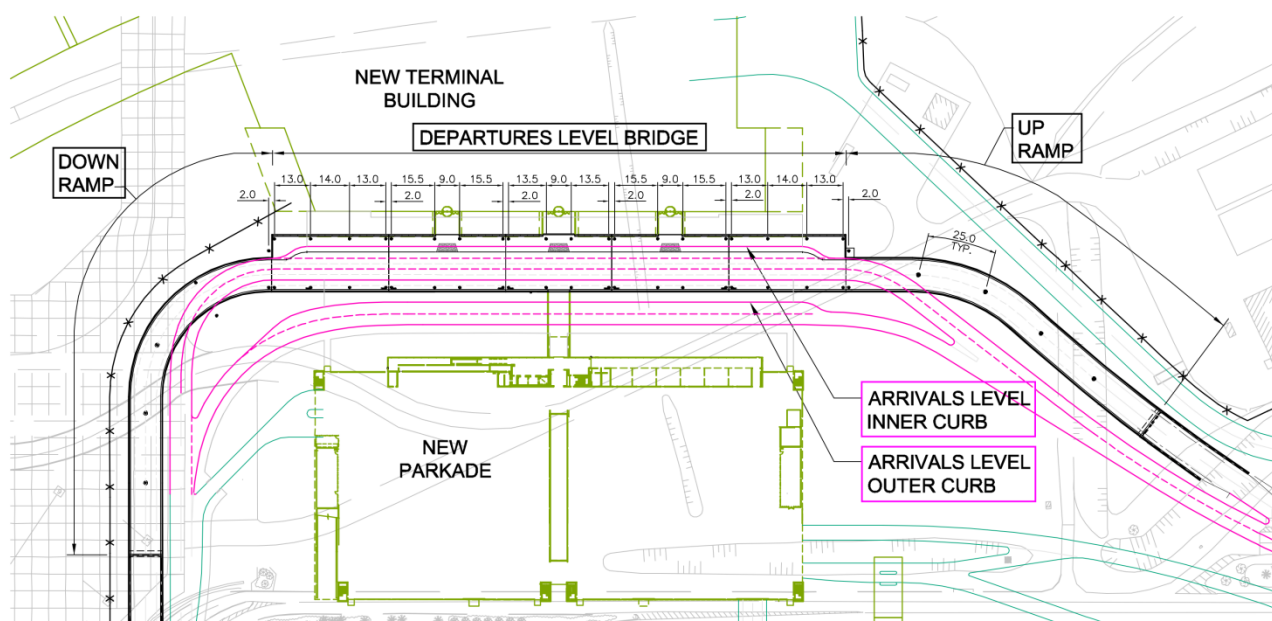 NEW TERMINAL
BUILDING
DEPARTURES LEVEL BRIDGE
UP
RAMP
DOWN
RAMP
13.0 14.0 13.0 15.5 9.0 15.5 13.5 9.0 13.5 15.5 9.0 15.5 13.0 14.0 13.0
2.0 2.0 2.0 2.0 2.0 2.0
25.0
TYP.
ARRIVALS LEVEL
INNER CURB
ARRIVALS LEVEL
OUTER CURB
NEW
PARKADE